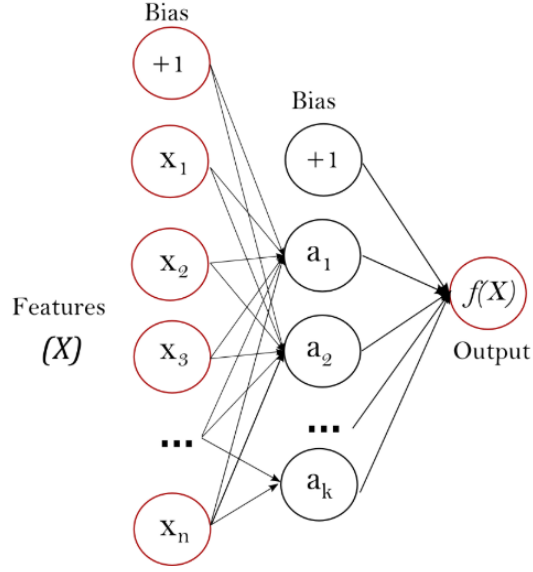 Bias
+1
x₁
x₂
x₃
...
xₙ
Features
(X)
Bias
+1
a₁
a₂
...
aₖ
f(X)
Output